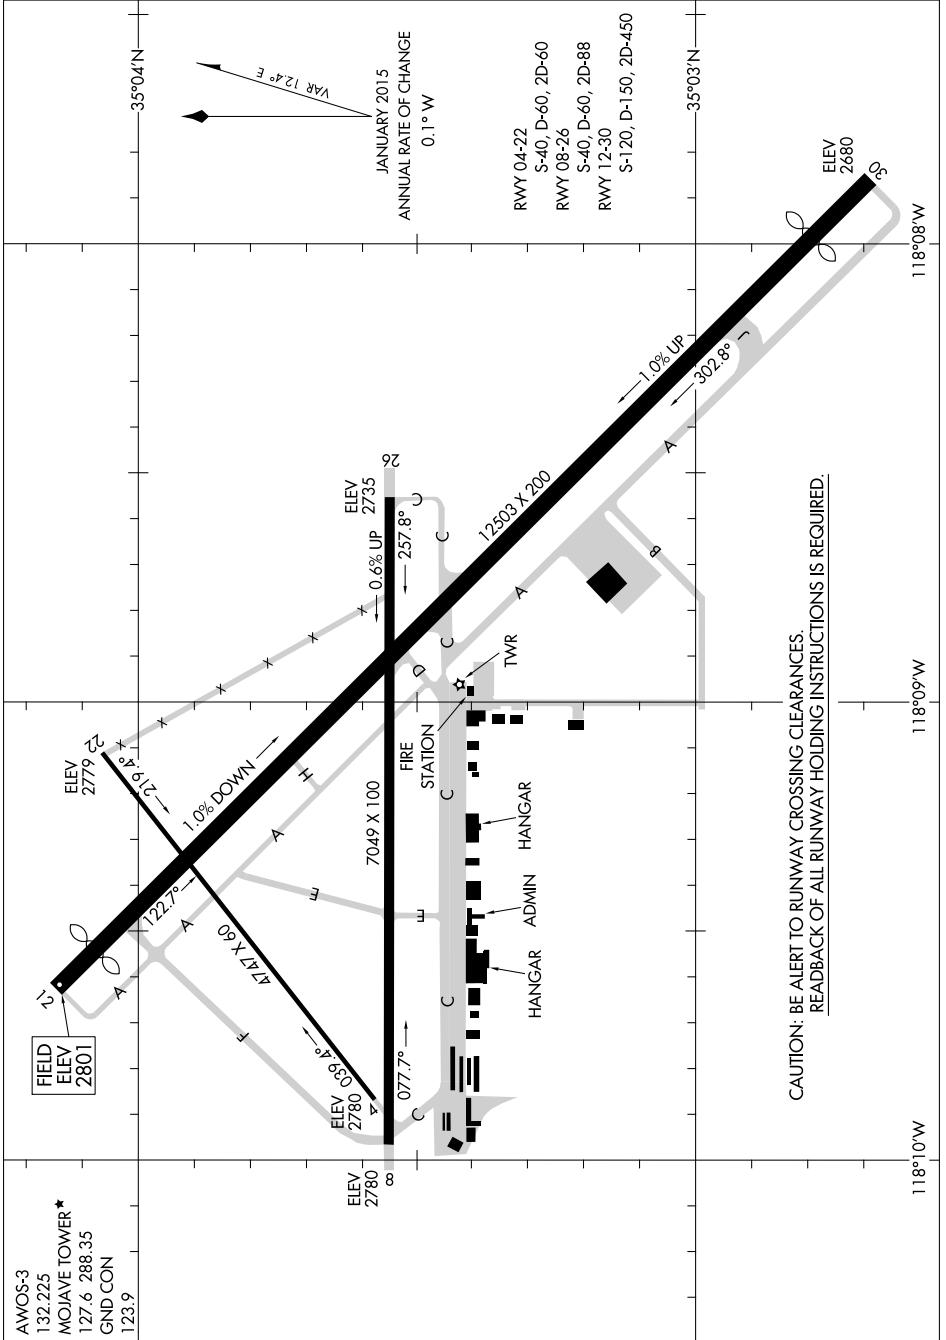 AWOS-3
132.225
MOJAVE TOWER★
127.6 288.35
GND CON
123.9
FIELD
ELEV
2801
12
ELEV
2779
22
219.4°
1.0% DOWN
122.7°
4747 X 60
039.4°
ELEV
2780
4
ELEV
2780
8
077.7°
7049 X 100
ELEV
2735
26
0.6% UP
257.8°
12503 X 200
1.0% UP
302.8°
ELEV
2680
30
A
A
A
A
A
B
C
C
C
C
C
C
D
E
E
F
H
J
X
X
X
X
X
X
FIRE
STATION
TWR
HANGAR
ADMIN
HANGAR
VAR 12.4° E
JANUARY 2015
ANNUAL RATE OF CHANGE
0.1° W
RWY 04-22
S-40, D-60, 2D-60
RWY 08-26
S-40, D-60, 2D-88
RWY 12-30
S-120, D-150, 2D-450
35°04'N
35°03'N
118°10'W
118°09'W
118°08'W
CAUTION: BE ALERT TO RUNWAY CROSSING CLEARANCES.
READBACK OF ALL RUNWAY HOLDING INSTRUCTIONS IS REQUIRED.